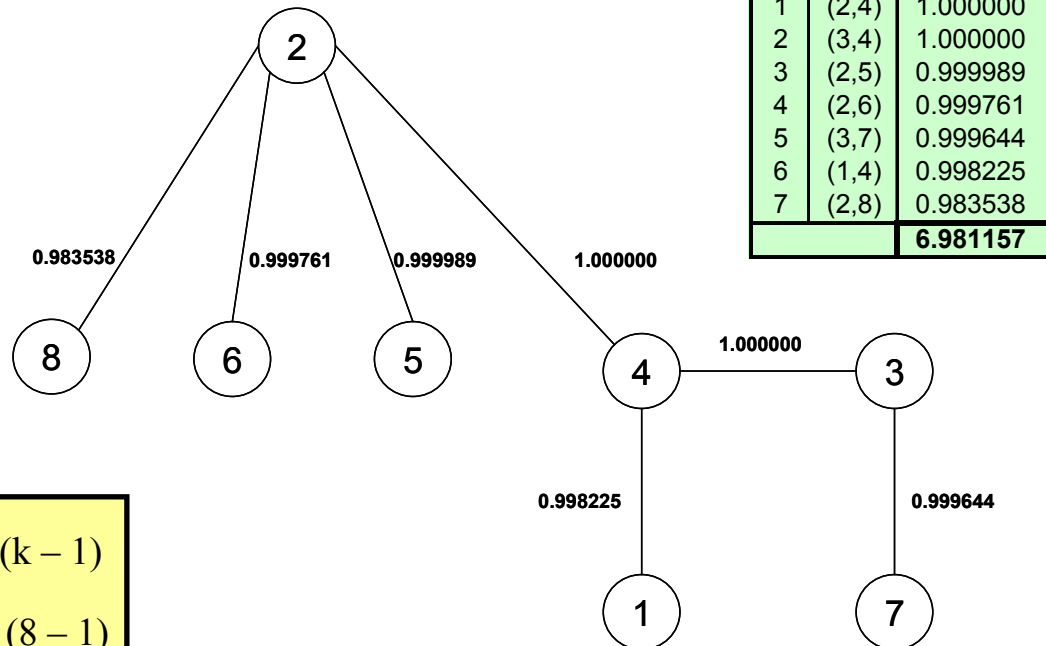 2
1 (2,4) 1.000000
2 (3,4) 1.000000
3 (2,5) 0.999989
4 (2,6) 0.999761
5 (3,7) 0.999644
6 (1,4) 0.998225
7 (2,8) 0.983538
6.981157
0.983538 0.999761 0.999989 1.000000
8 6 5 4 1.000000 3
0.998225 0.999644
1 7
(k – 1)
(8 – 1)